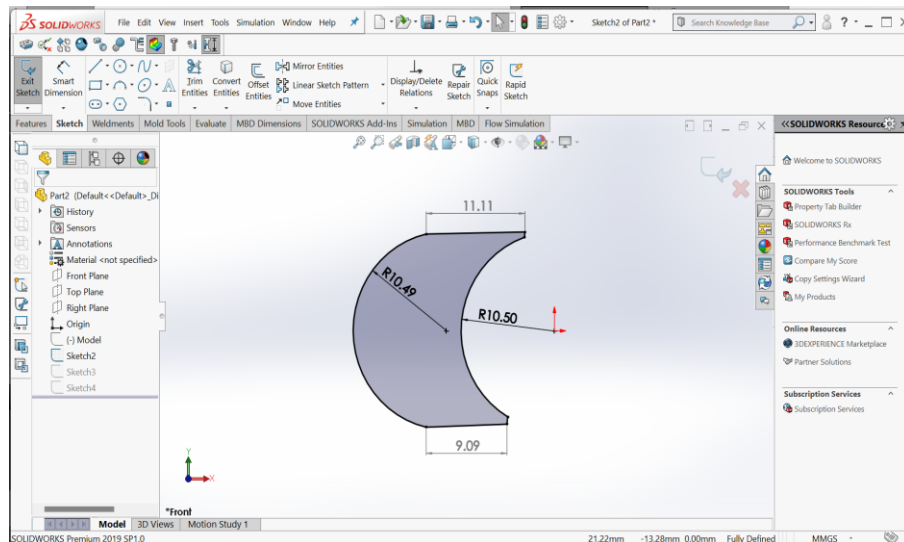 SOLIDWORKS File Edit View Insert Tools Simulation Window Help Sketch2 of Part2 * Search Knowledge Base ?
Exit Sketch Smart Dimension Trim Entities Convert Entities Offset Entities Mirror Entities Linear Sketch Pattern Move Entities Display/Delete Relations Repair Sketch Quick Snaps Rapid Sketch
Features Sketch Weldments Mold Tools Evaluate MBD Dimensions SOLIDWORKS Add-Ins Simulation MBD Flow Simulation
Part2 (Default<<Default>_Di
History
Sensors
Annotations
Material <not specified>
Front Plane
Top Plane
Right Plane
Origin
(-) Model
Sketch2
Sketch3
Sketch4
11.11
R10.49
R10.50
9.09
Y
X
*Front
SOLIDWORKS Resourc
Welcome to SOLIDWORKS
SOLIDWORKS Tools
Property Tab Builder
SOLIDWORKS Rx
Performance Benchmark Test
Compare My Score
Copy Settings Wizard
My Products
Online Resources
3DEXPERIENCE Marketplace
Partner Solutions
Subscription Services
Subscription Services
Model 3D Views Motion Study 1
SOLIDWORKS Premium 2019 SP1.0 21.22mm -13.28mm 0.00mm Fully Defined MMGS